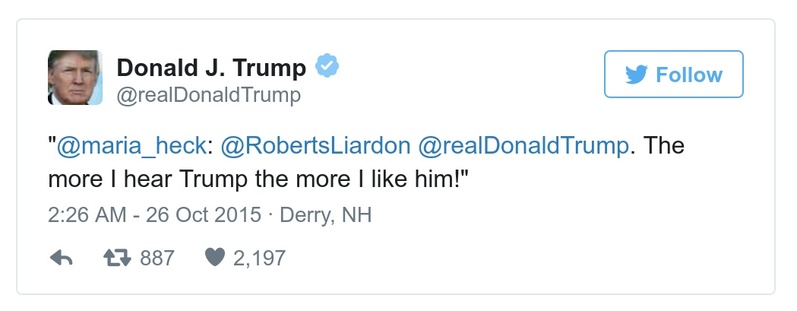 Donald J. Trump
@realDonaldTrump
Follow
"@maria_heck: @RobertsLiardon @realDonaldTrump. The
more I hear Trump the more I like him!"
2:26 AM - 26 Oct 2015 · Derry, NH
887 2,197